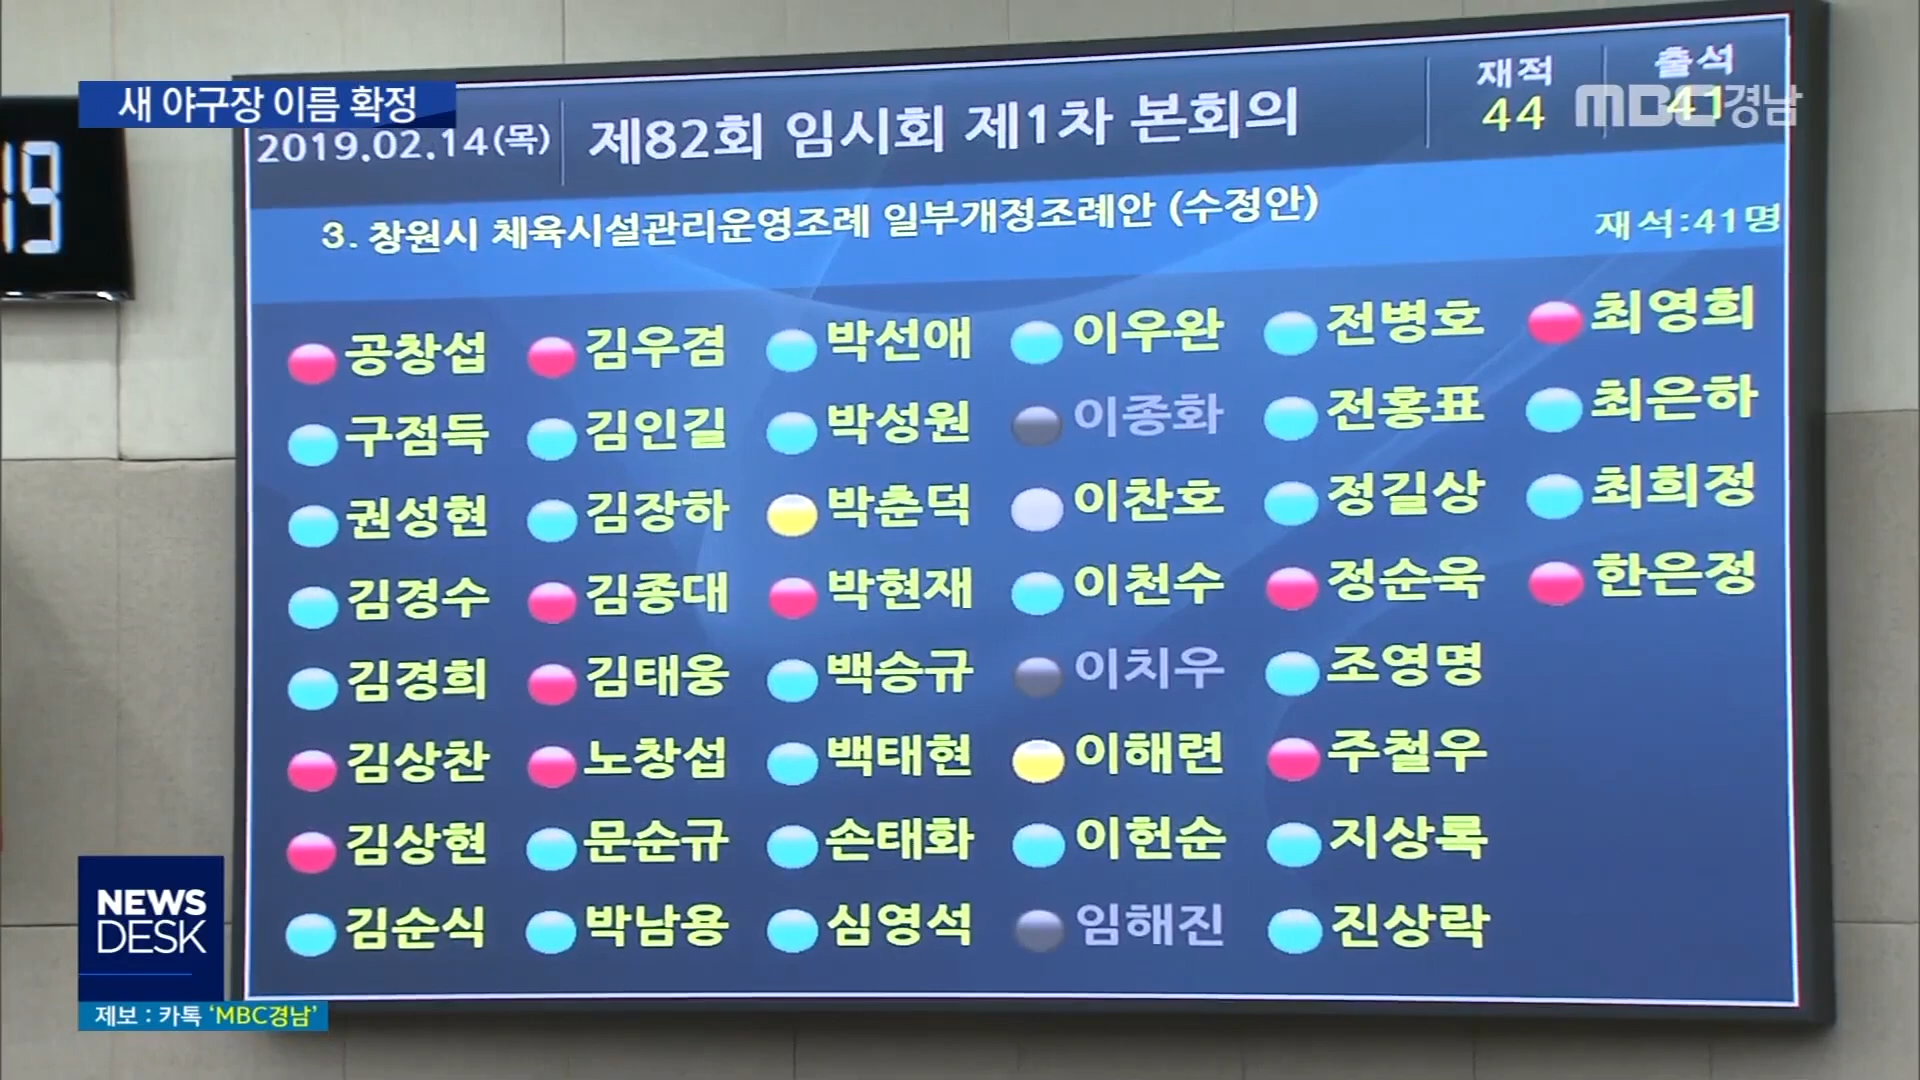 새 야구장 이름 확정
19
2019.02.14(목)
제82회 임시회 제1차 본회의
재적
44
출석
41
MBC경남
3. 창원시 체육시설관리운영조례 일부개정조례안 (수정안)
재석:41명
공창섭 김우겸 박선애 이우완 전병호 최영희
구점득 김인길 박성원 이종화 전홍표 최은하
권성현 김장하 박춘덕 이찬호 정길상 최희정
김경수 김종대 박현재 이천수 정순욱 한은정
김경희 김태웅 백승규 이치우 조영명
김상찬 노창섭 백태현 이해련 주철우
김상현 문순규 손태화 이헌순 지상록
김순식 박남용 심영석 임해진 진상락
NEWS
DESK
제보 : 카톡 ‘MBC경남’